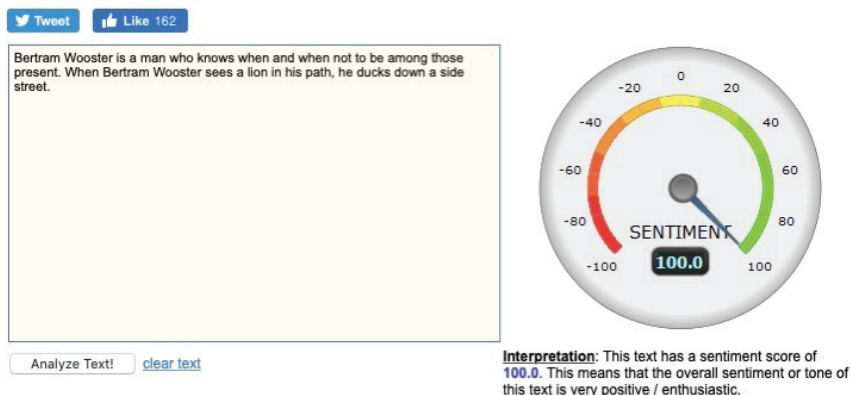 Tweet
Like 162
Bertram Wooster is a man who knows when and when not to be among those
present. When Bertram Wooster sees a lion in his path, he ducks down a side
street.
0
-20
20
-40
40
-60
60
-80
80
SENTIMENT
-100
100.0
100
Analyze Text!
clear text
Interpretation: This text has a sentiment score of
100.0. This means that the overall sentiment or tone of
this text is very positive / enthusiastic.